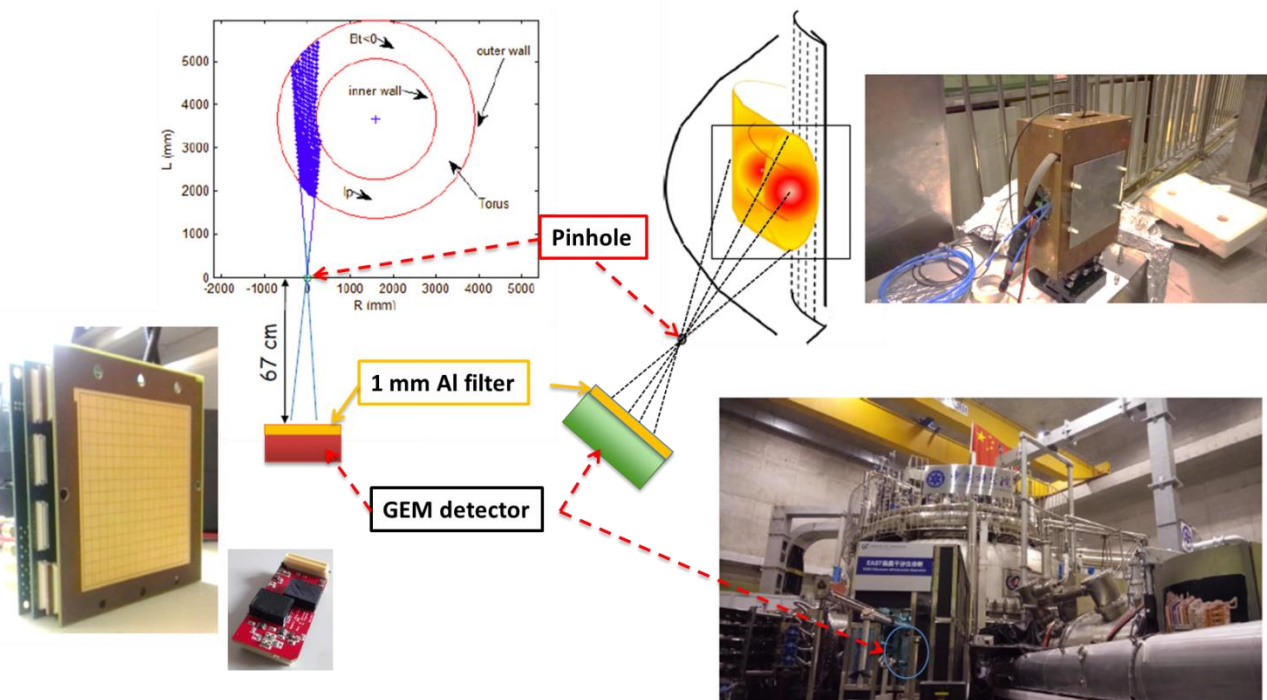 5000
4000
3000
2000
1000
0
-2000
-1000
0
1000
2000
3000
4000
5000
L (mm)
R (mm)
Bt<0
outer wall
inner wall
Ip
Torus
Pinhole
67 cm
1 mm Al filter
GEM detector